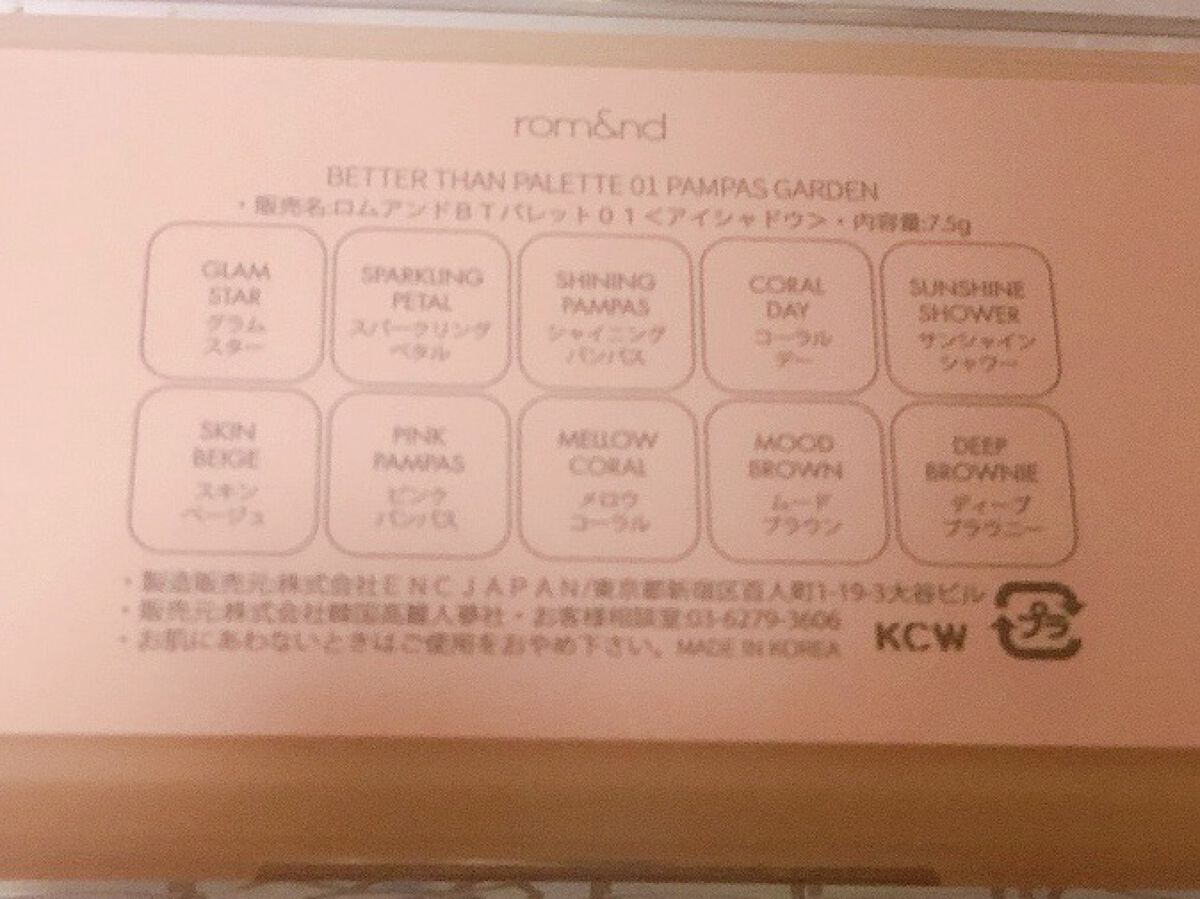 rom&nd
BETTER THAN PALETTE 01 PAMPAS GARDEN
・販売名:ロムアンドBTパレット01<アイシャドウ>・内容量:7.5g
GLAM
STAR
グラム
スター
SPARKLING
PETAL
スパークリング
ペタル
SHINING
PAMPAS
シャイニング
パンパス
CORAL
DAY
コーラル
デー
SUNSHINE
SHOWER
サンシャイン
シャワー
SKIN
BEIGE
スキン
ベージュ
PINK
PAMPAS
ピンク
パンパス
MELLOW
CORAL
メロウ
コーラル
MOOD
BROWN
ムード
ブラウン
DEEP
BROWNIE
ディープ
ブラウニー
・製造販売元:株式会社ENCJAPAN/東京都新宿区百人町1-19-3大谷ビル
・販売元:株式会社韓国高麗人蔘社・お客様相談室:03-6279-3606
・お肌にあわないときはご使用をおやめ下さい。MADE IN KOREA
KCW
プラ